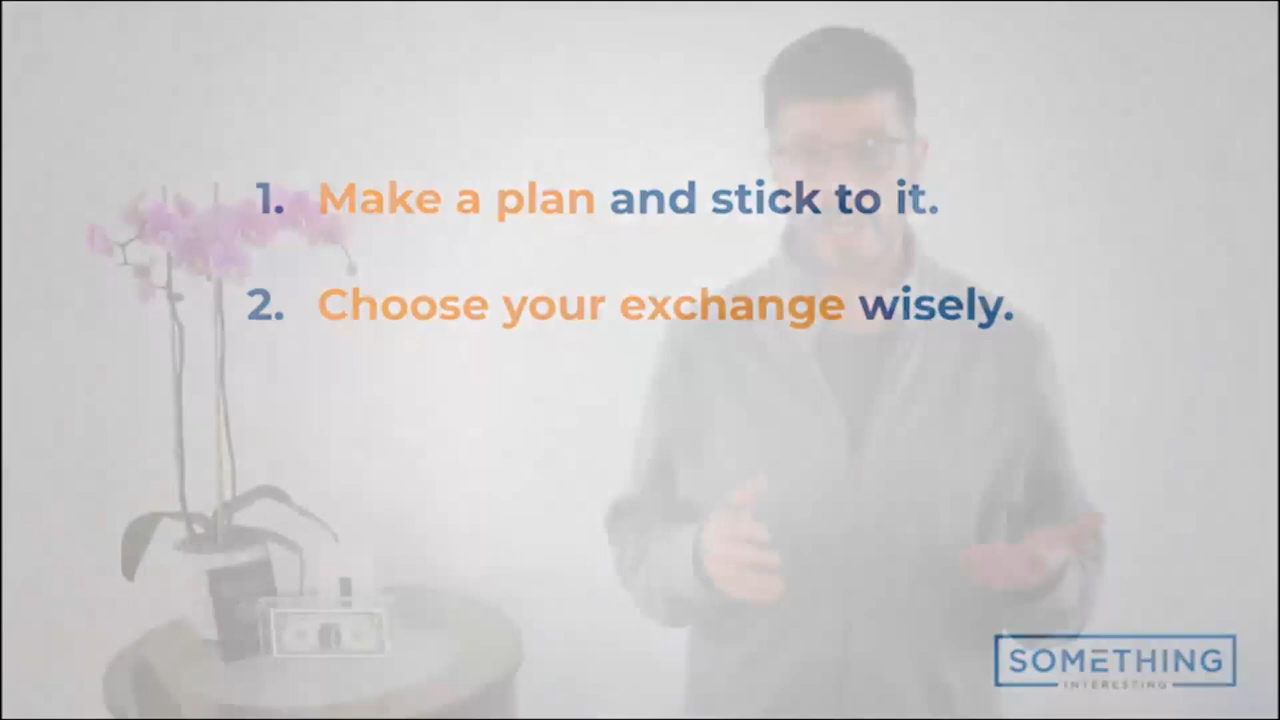 1. Make a plan and stick to it.
2. Choose your exchange wisely.
SOMETHING
INTERESTING